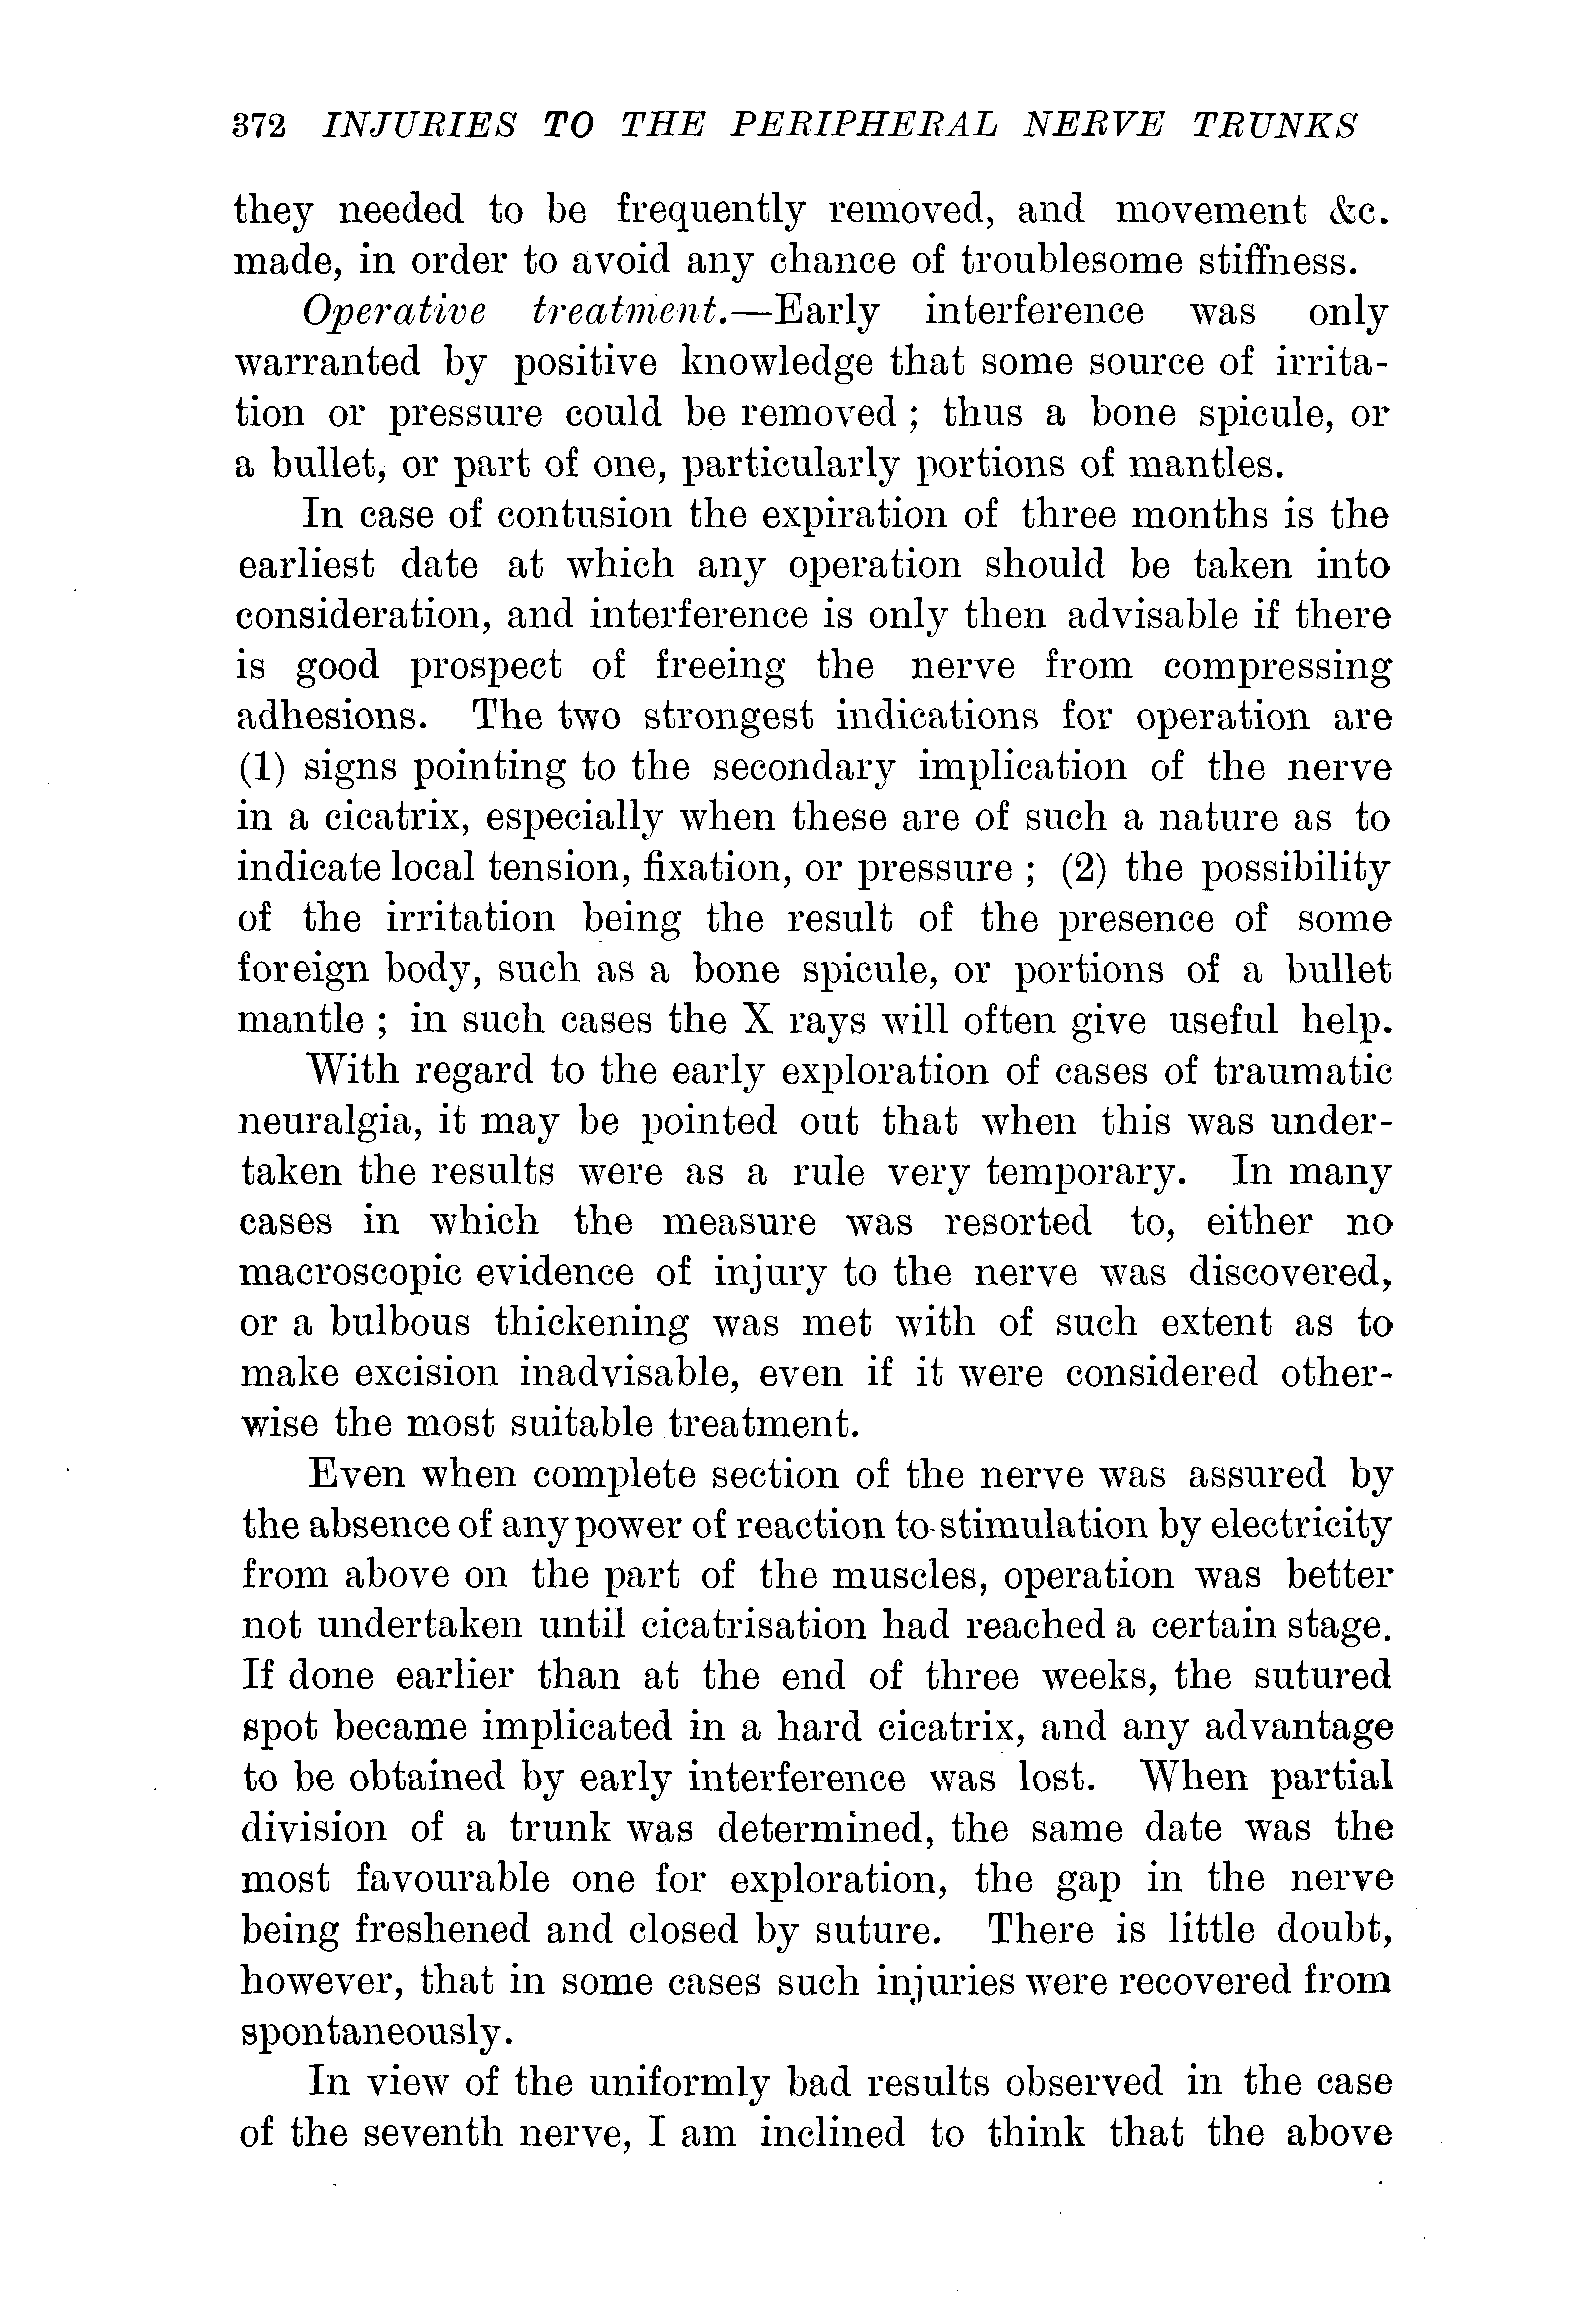 372 INJURIES TO THE PERIPHERAL NERVE TRUNKS
they needed to be frequently removed, and movement &c.
made, in order to avoid any chance of troublesome stiffness.
Operative treatment.—Early interference was only
warranted by positive knowledge that some source of irrita-
tion or pressure could be removed ; thus a bone spicule, or
a bullet, or part of one, particularly portions of mantles.
In case of contusion the expiration of three months is the
earliest date at which any operation should be taken into
consideration, and interference is only then advisable if there
is good prospect of freeing the nerve from compressing
adhesions. The two strongest indications for operation are
(1) signs pointing to the secondary implication of the nerve
in a cicatrix, especially when these are of such a nature as to
indicate local tension, fixation, or pressure ; (2) the possibility
of the irritation being the result of the presence of some
foreign body, such as a bone spicule, or portions of a bullet
mantle ; in such cases the X rays will often give useful help.
With regard to the early exploration of cases of traumatic
neuralgia, it may be pointed out that when this was under-
taken the results were as a rule very temporary. In many
cases in which the measure was resorted to, either no
macroscopic evidence of injury to the nerve was discovered,
or a bulbous thickening was met with of such extent as to
make excision inadvisable, even if it were considered other-
wise the most suitable treatment.
Even when complete section of the nerve was assured by
the absence of any power of reaction to stimulation by electricity
from above on the part of the muscles, operation was better
not undertaken until cicatrisation had reached a certain stage.
If done earlier than at the end of three weeks, the sutured
spot became implicated in a hard cicatrix, and any advantage
to be obtained by early interference was lost. When partial
division of a trunk was determined, the same date was the
most favourable one for exploration, the gap in the nerve
being freshened and closed by suture. There is little doubt,
however, that in some cases such injuries were recovered from
spontaneously.
In view of the uniformly bad results observed in the case
of the seventh nerve, I am inclined to think that the above